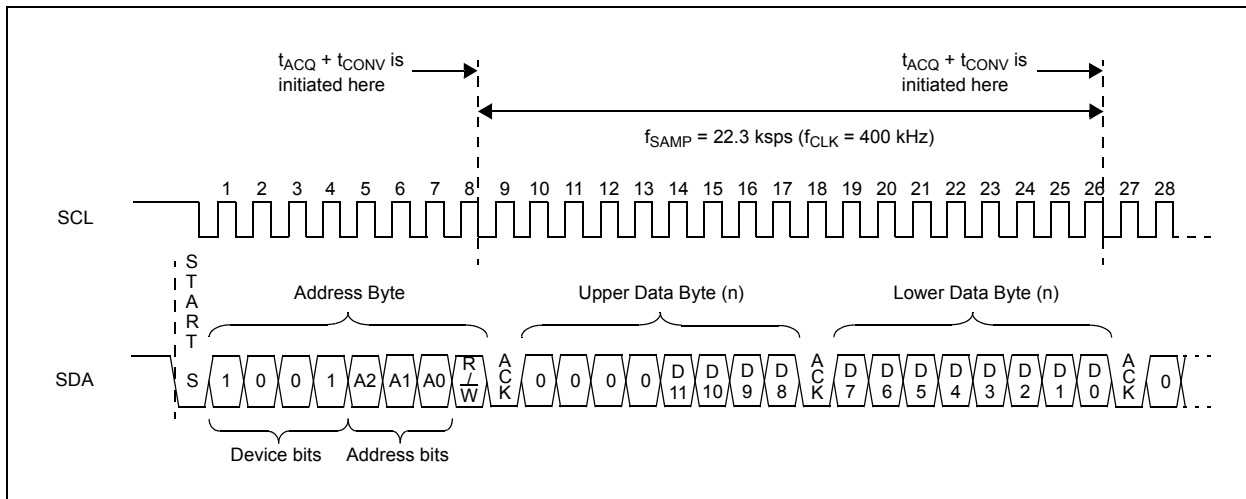 tACQ + tCONV is
initiated here
tACQ + tCONV is
initiated here
fSAMP = 22.3 ksps (fCLK = 400 kHz)
1 2 3 4 5 6 7 8 9 10 11 12 13 14 15 16 17 18 19 20 21 22 23 24 25 26 27 28
SCL
START
Address Byte
Upper Data Byte (n)
Lower Data Byte (n)
SDA
S 1 0 0 1 A2 A1 A0 R/W ACK 0 0 0 0 D11 D10 D9 D8 ACK D7 D6 D5 D4 D3 D2 D1 D0 ACK 0
Device bits
Address bits